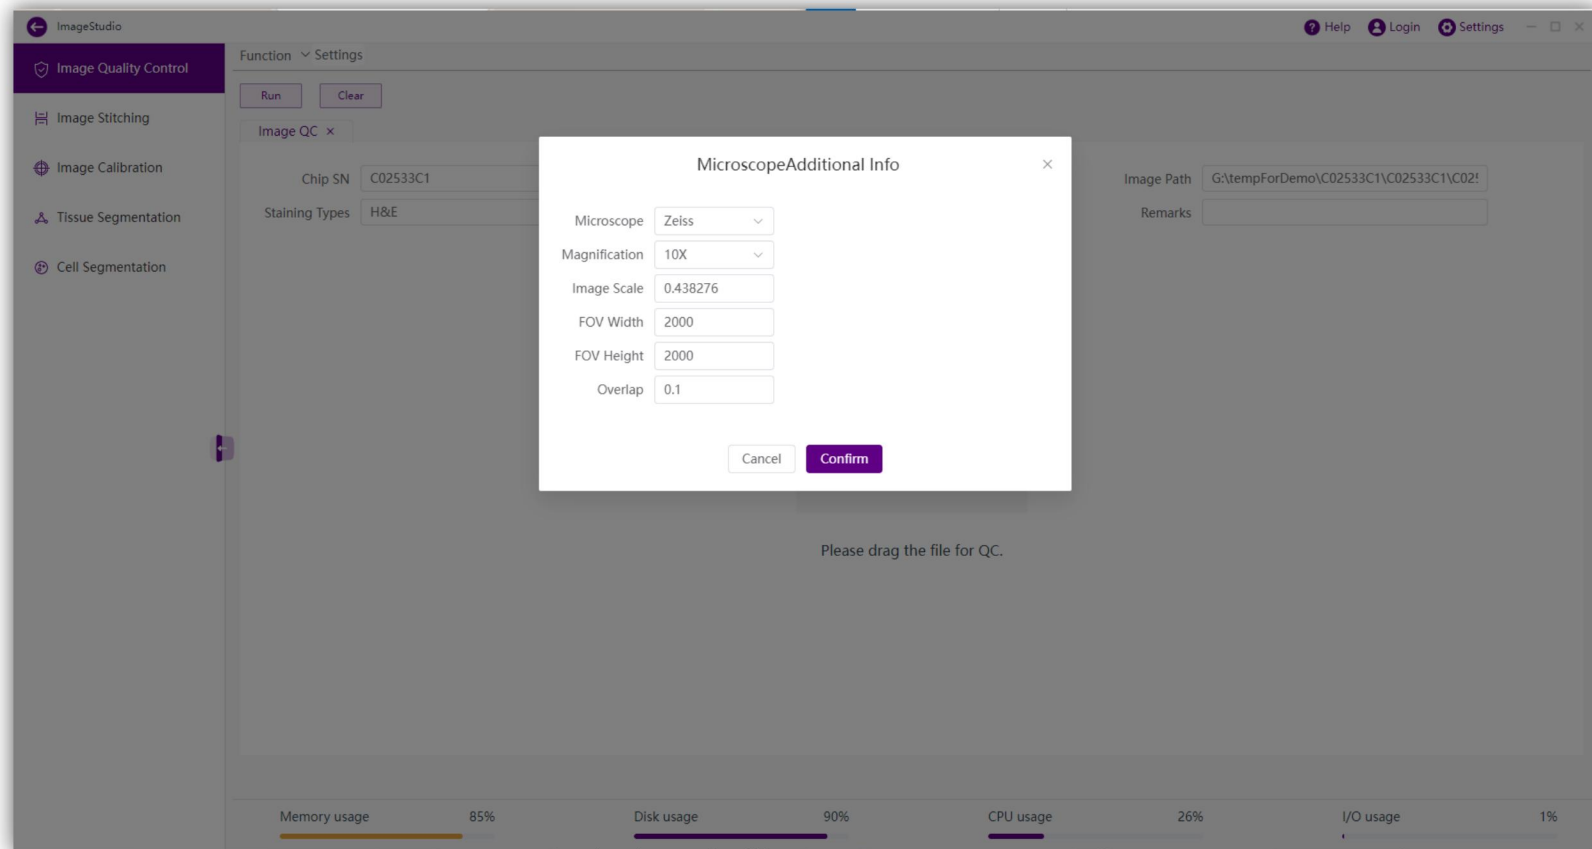 ImageStudio
Help Login Settings
Image Quality Control
Image Stitching
Image Calibration
Tissue Segmentation
Cell Segmentation
Function Settings
Run Clear
Image QC ×
Chip SN C02533C1
Staining Types H&E
Image Path G:\tempForDemo\C02533C1\C02533C1\C02
Remarks
MicroscopeAdditional Info
Microscope Zeiss
Magnification 10X
Image Scale 0.438276
FOV Width 2000
FOV Height 2000
Overlap 0.1
Cancel Confirm
Please drag the file for QC.
Memory usage 85% Disk usage 90% CPU usage 26% I/O usage 1%